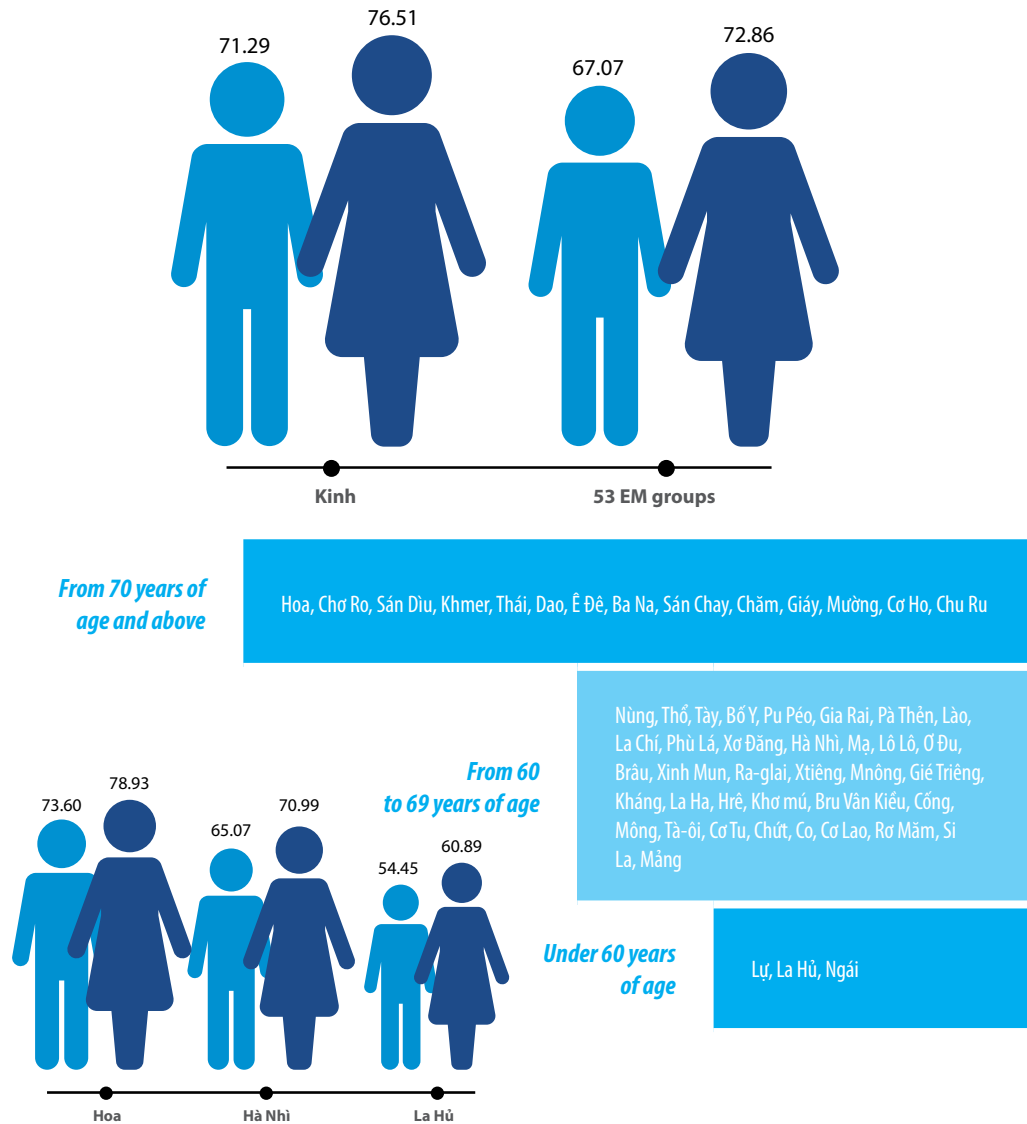 76.51
71.29
72.86
67.07
Kinh
53 EM groups
From 70 years of
age and above
Hoa, Chơ Ro, Sán Dìu, Khmer, Thái, Dao, Ê Đê, Ba Na, Sán Chay, Chăm, Giáy, Mường, Cơ Ho, Chu Ru
From 60
to 69 years of age
Nùng, Thổ, Tày, Bố Y, Pu Péo, Gia Rai, Pà Thẻn, Lào,
La Chí, Phù Lá, Xơ Đăng, Hà Nhì, Mạ, Lô Lô, Ơ Đu,
Brâu, Xinh Mun, Ra-glai, Xtiêng, Mnông, Gié Triêng,
Kháng, La Ha, Hrê, Khơ mú, Bru Vân Kiều, Cống,
Mông, Tà-ôi, Cơ Tu, Chứt, Co, Cơ Lao, Rơ Măm, Si
La, Mảng
Under 60 years
of age
Lự, La Hủ, Ngái
73.60
78.93
65.07
70.99
54.45
60.89
Hoa
Hà Nhì
La Hủ